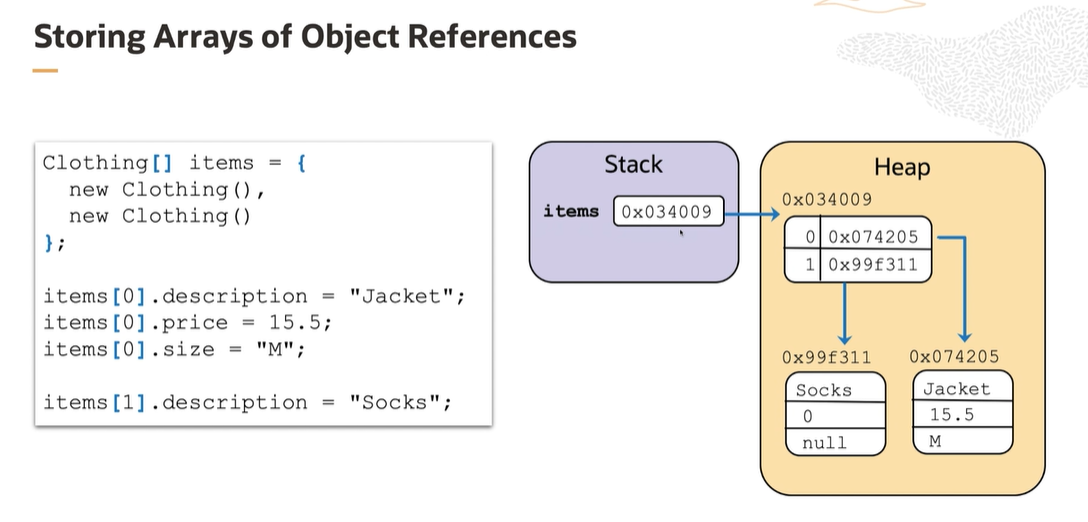 Storing Arrays of Object References
Clothing[] items = {
new Clothing(),
new Clothing()
};
items[0].description = "Jacket";
items[0].price = 15.5;
items[0].size = "M";
items[1].description = "Socks";
Stack
items 0x034009
Heap
0x034009
0 0x074205
1 0x99f311
0x99f311
Socks
0
null
0x074205
Jacket
15.5
M